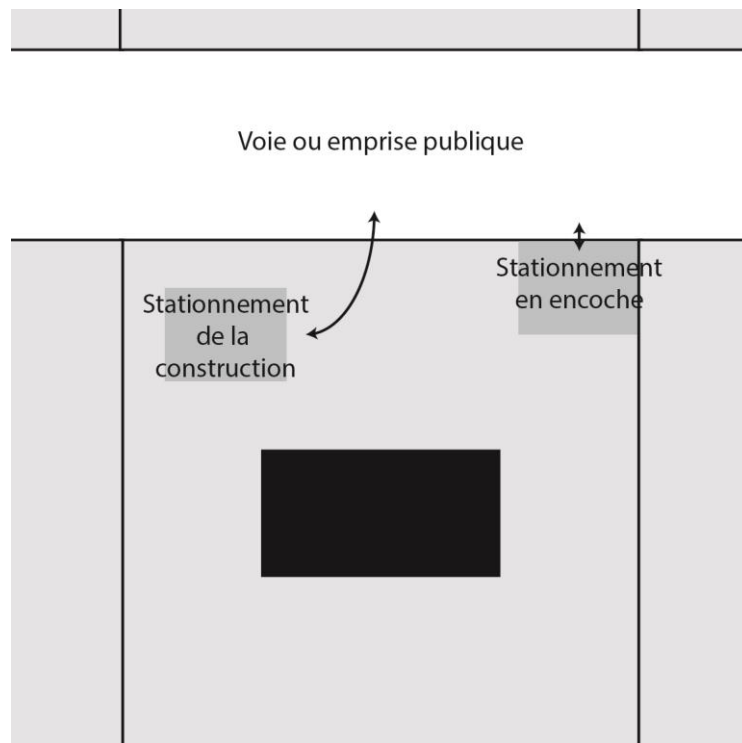 Voie ou emprise publique
Stationnement
en encoche
Stationnement
de la
construction